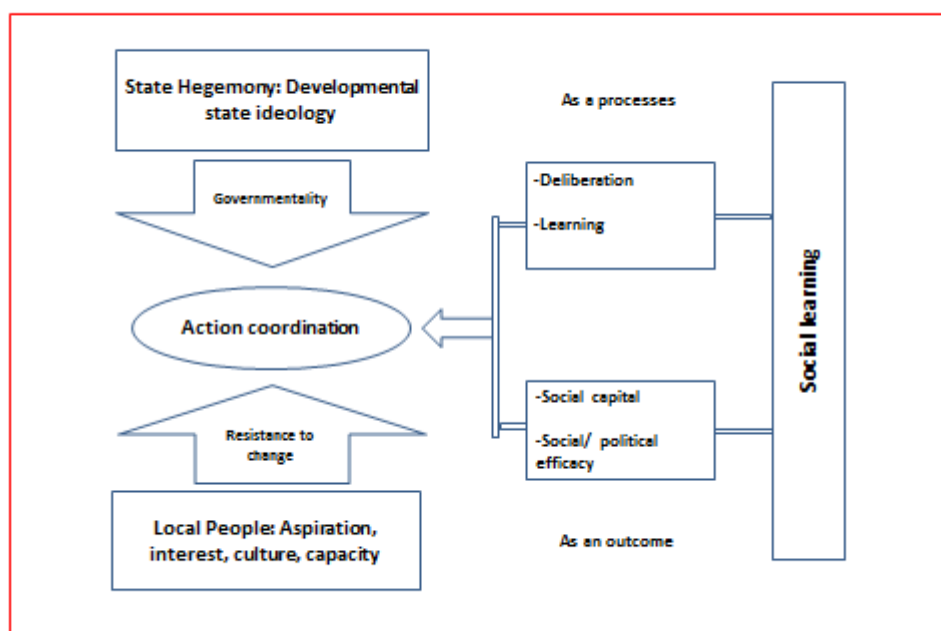 State Hegemony: Developmental
state ideology
Governmentality
Action coordination
Resistance to
change
Local People: Aspiration,
interest, culture, capacity
As a processes
-Deliberation
-Learning
-Social capital
-Social/ political
efficacy
As an outcome
Social learning